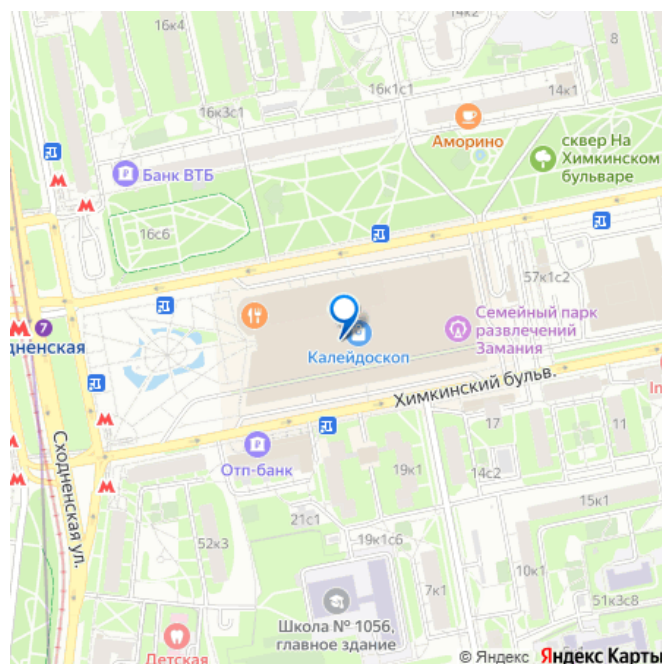 16к4
14к2
8
16к1с1
14к1
16к3с1
Аморино
сквер На
Химкинском
бульваре
Банк ВТБ
16с6
57к1с2
7
дненская
Семейный парк
развлечений
Замания
Калейдоскоп
Химкинский бульв.
In
Отп-банк
17
11
19к1
14с2
15к1
Сходненская ул.
21с1
52к3
19к1с6
10к1
7к1
51к3с8
Школа № 1056,
главное здание
Детская
© Яндекс Яндекс Карты